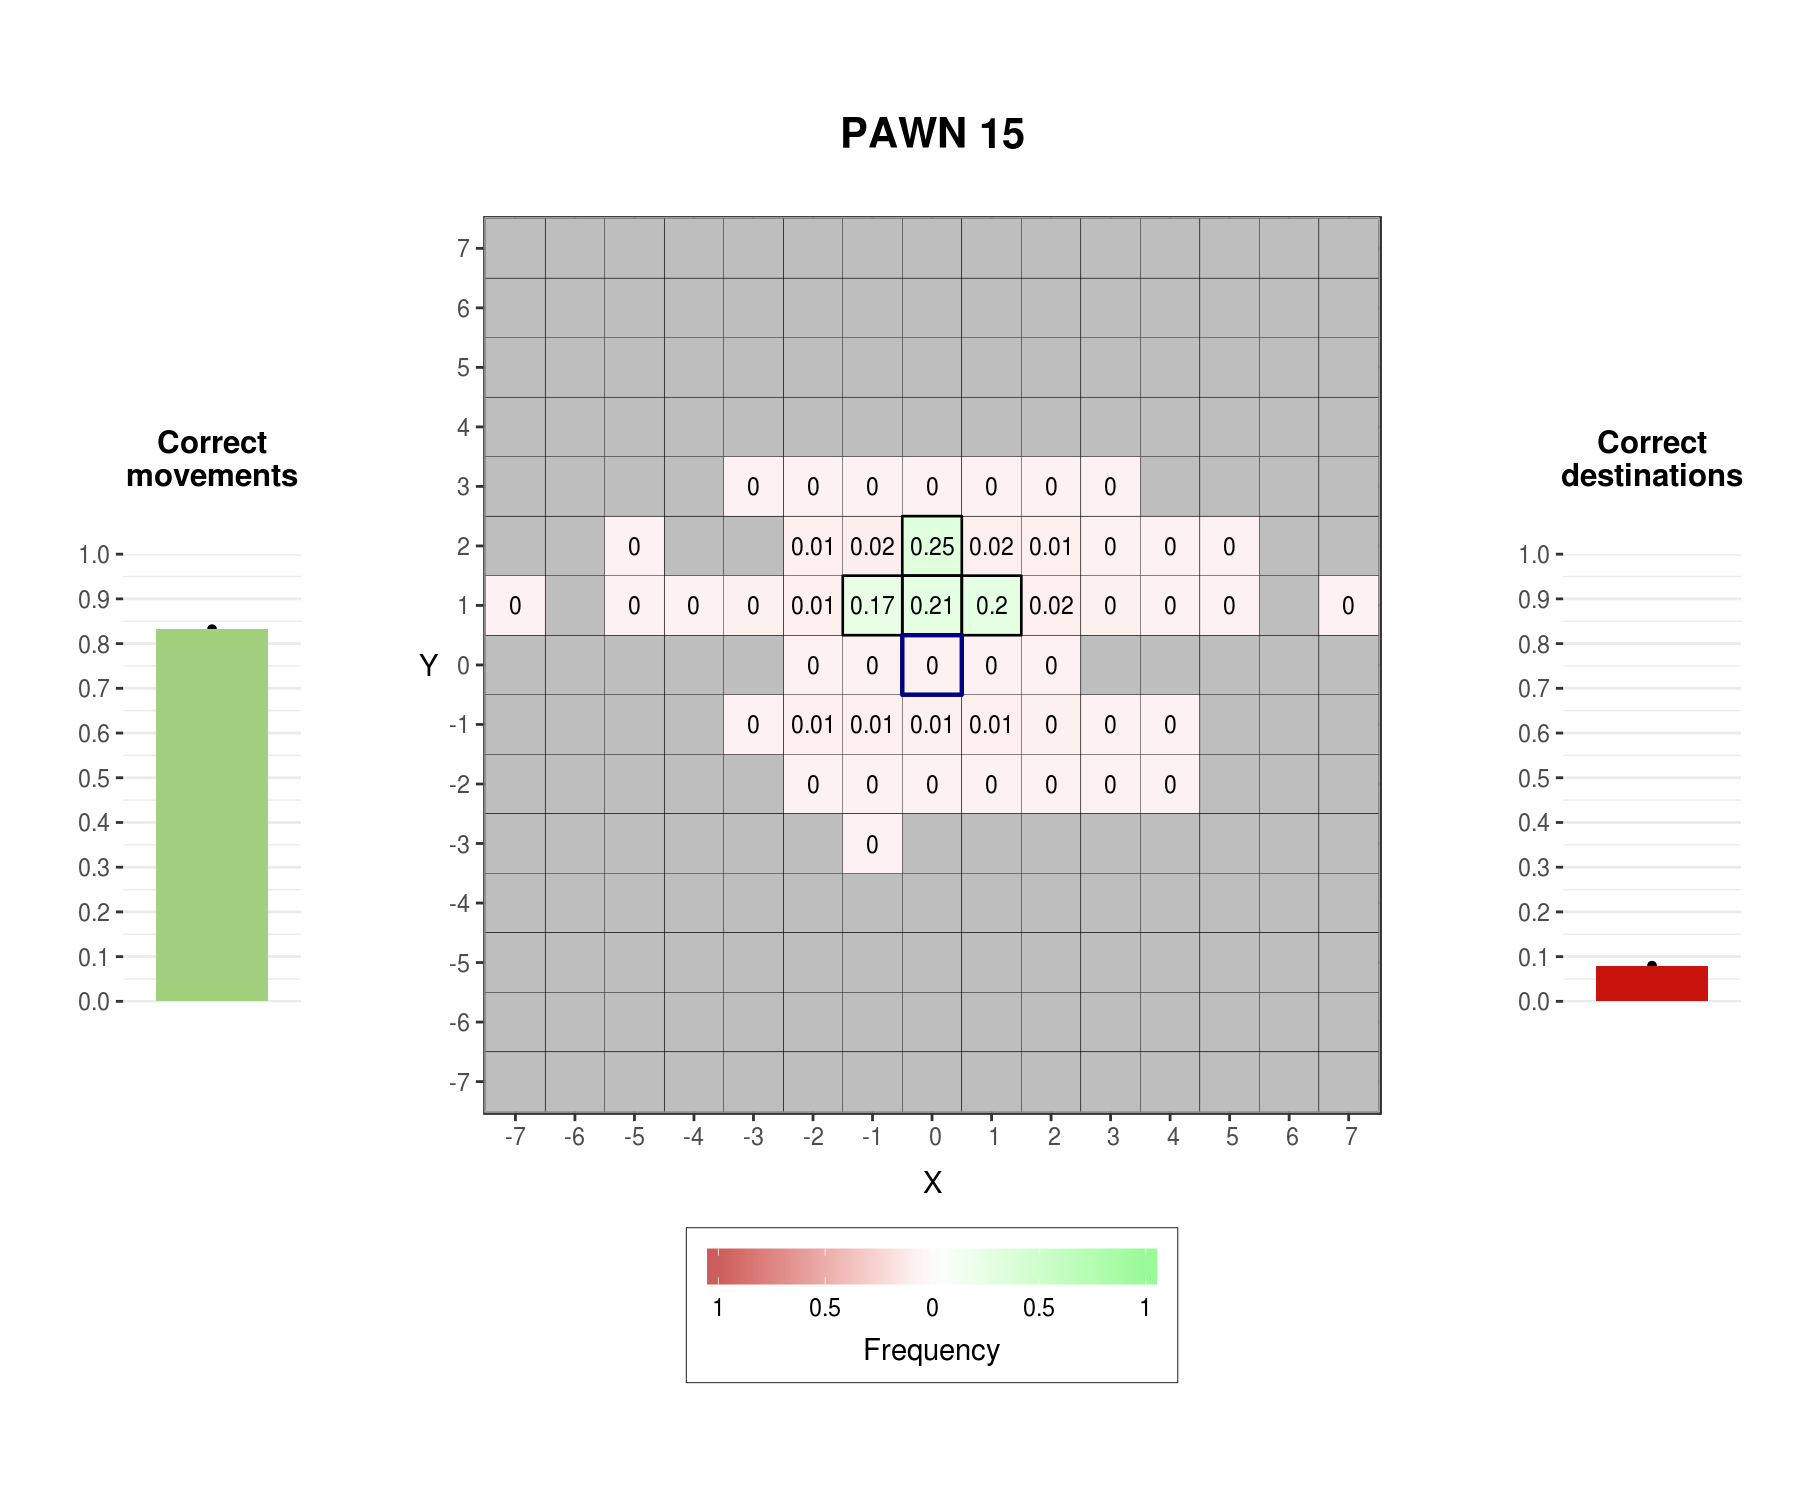 PAWN 15
Correct
movements
1.0
0.9
0.8
0.7
0.6
0.5
0.4
0.3
0.2
0.1
0.0
Y
7
6
5
4
3 0 0 0 0 0 0 0
2 0 0.01 0.02 0.25 0.02 0.01 0 0 0
1 0 0 0 0 0.01 0.17 0.21 0.2 0.02 0 0 0 0
0 0 0 0 0 0
-1 0 0.01 0.01 0.01 0.01 0 0 0
-2 0 0 0 0 0 0 0
-3 0
-4
-5
-6
-7
-7 -6 -5 -4 -3 -2 -1 0 1 2 3 4 5 6 7
X
1 0.5 0 0.5 1
Frequency
Correct
destinations
1.0
0.9
0.8
0.7
0.6
0.5
0.4
0.3
0.2
0.1
0.0